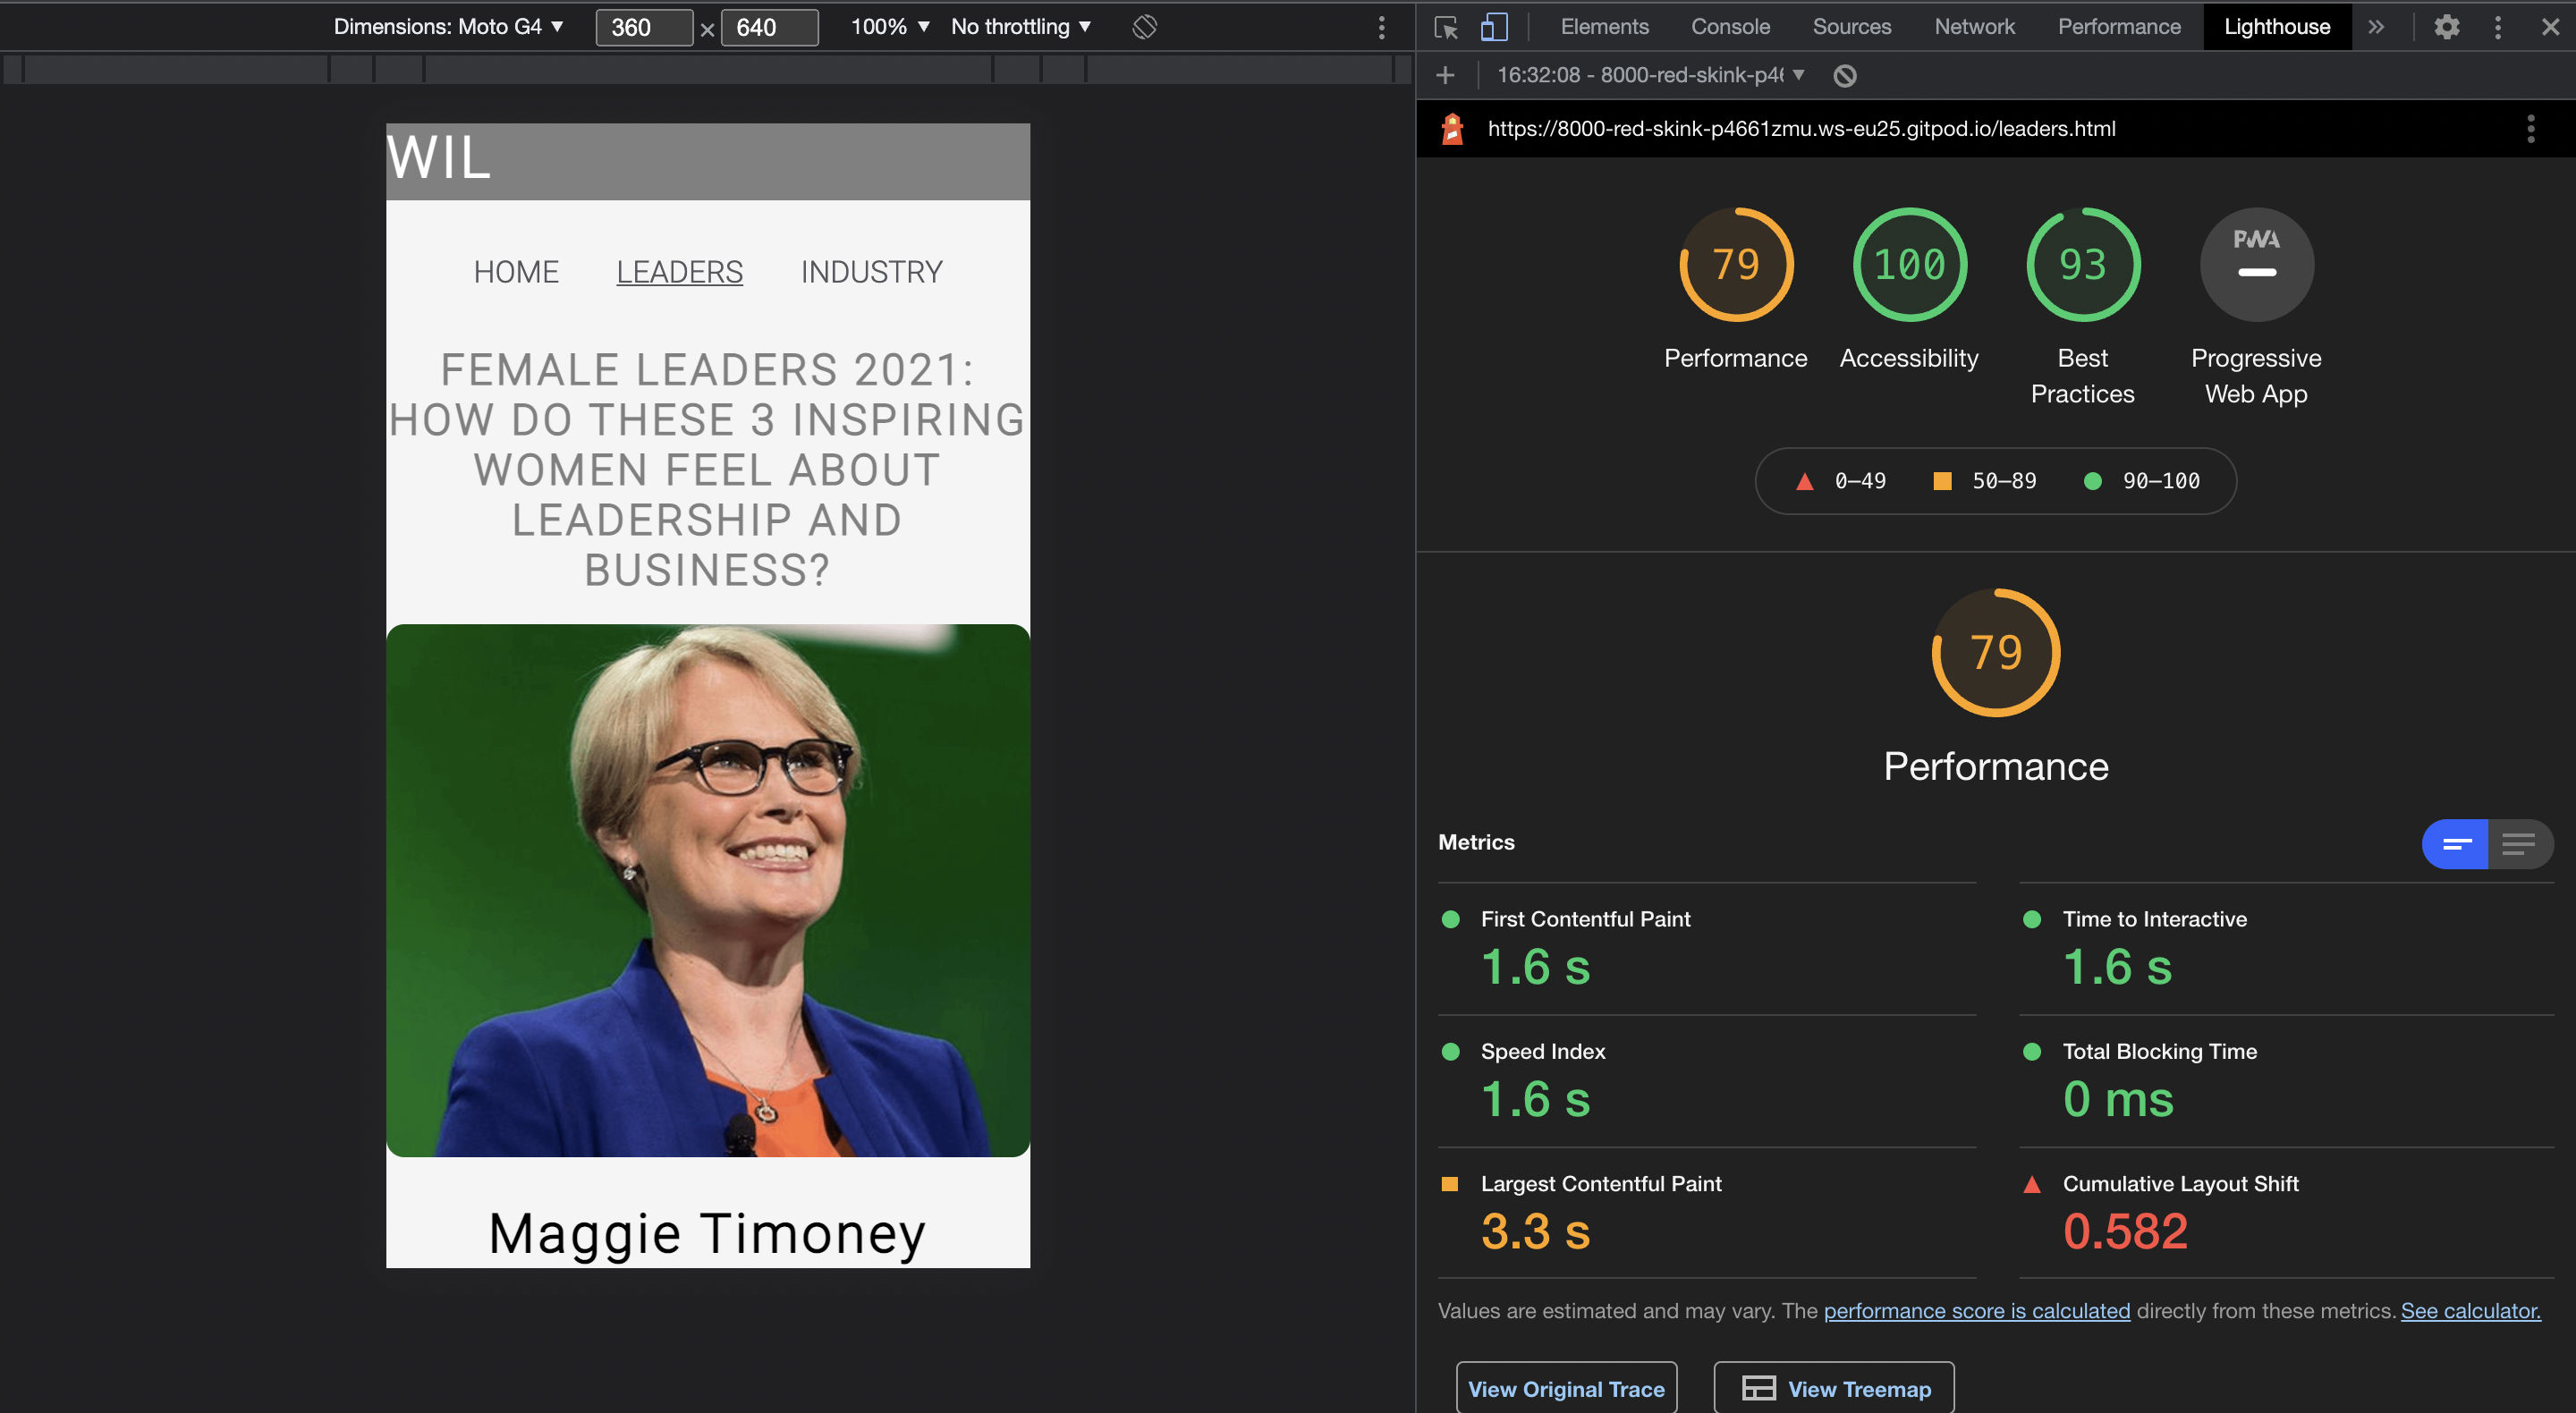 Dimensions: Moto G4 ▼ 360 × 640 100% ▼ No throttling ▼
WIL
HOME LEADERS INDUSTRY
FEMALE LEADERS 2021:
HOW DO THESE 3 INSPIRING
WOMEN FEEL ABOUT
LEADERSHIP AND
BUSINESS?
Maggie Timoney
Elements Console Sources Network Performance Lighthouse »
+ 16:32:08 - 8000-red-skink-p4 ▼
https://8000-red-skink-p4661zmu.ws-eu25.gitpod.io/leaders.html
79 100 93 PWA
Performance Accessibility Best Practices Progressive Web App
0–49 50–89 90–100
79
Performance
Metrics
First Contentful Paint
1.6 s
Time to Interactive
1.6 s
Speed Index
1.6 s
Total Blocking Time
0 ms
Largest Contentful Paint
3.3 s
Cumulative Layout Shift
0.582
Values are estimated and may vary. The performance score is calculated directly from these metrics. See calculator.
View Original Trace View Treemap